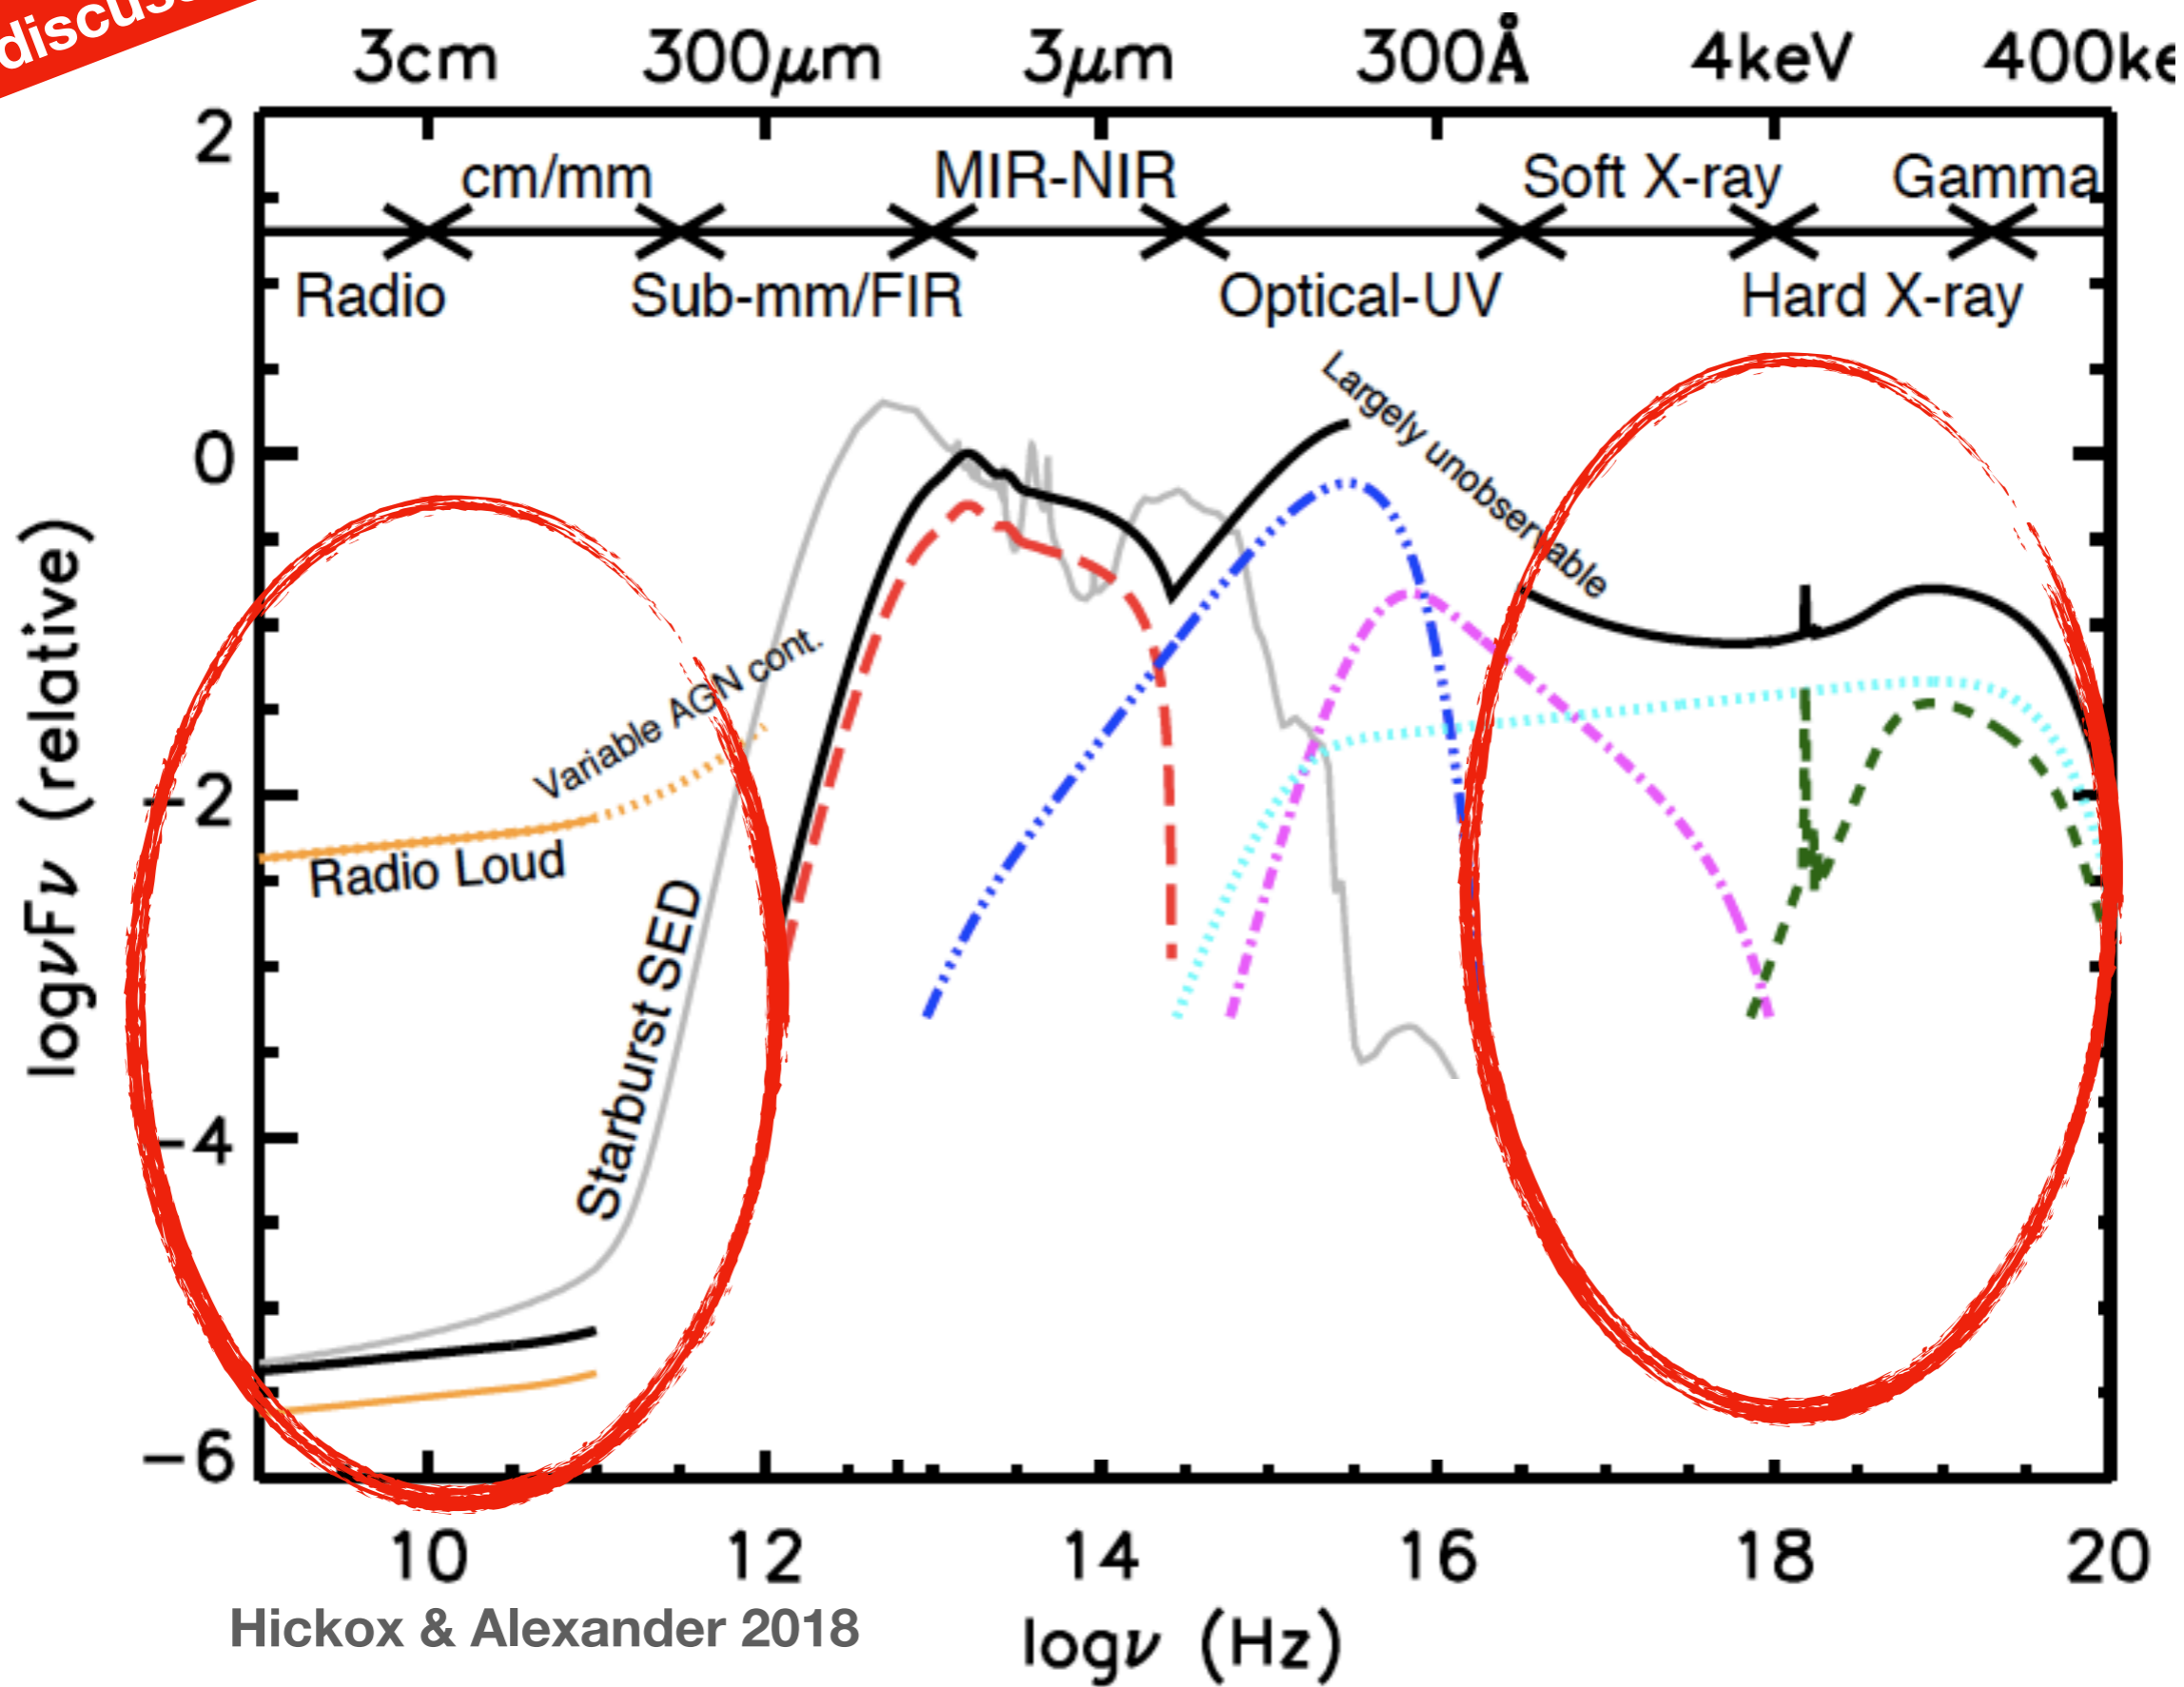 3cm 300μm 3μm 300Å 4keV 400ke
2
cm/mm MIR-NIR Soft X-ray Gamma
Radio Sub-mm/FIR Optical-UV Hard X-ray
Largely unobservable
0
logνFν (relative)
Variable AGN cont.
−2
Radio Loud
Starburst SED
−4
−6
10 12 14 16 18 20
Hickox & Alexander 2018
logν (Hz)